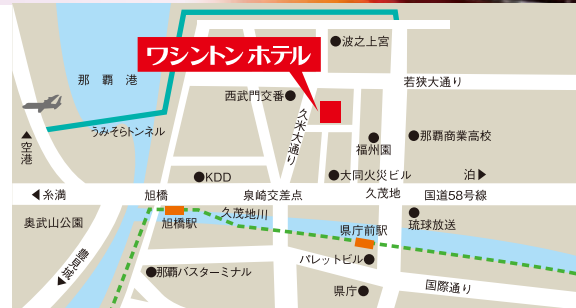 波之上宮
ワシントン ホテル
若狭大通り
那覇港
西武門交番
久米大通り
うみそらトンネル
福州園
那覇商業高校
▲空港
KDD
大同火災ビル
泊▶
◀糸満
旭橋
泉崎交差点
久茂地
国道58号線
奥武山公園
旭橋駅
久茂地川
県庁前駅
琉球放送
豊見城▼
那覇バスターミナル
パレットビル
県庁
国際通り